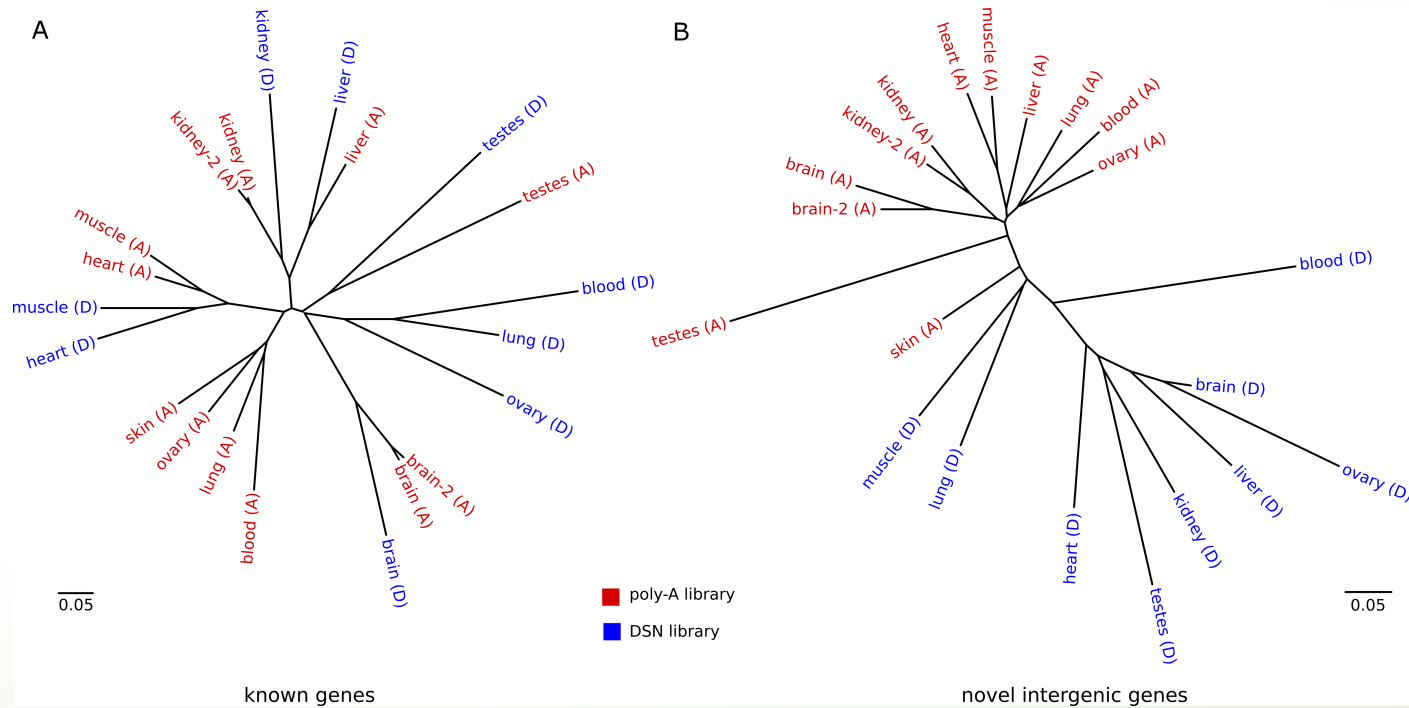 A
kidney (D)
liver (D)
kidney (A)
kidney-2 (A)
liver (A)
testes (D)
testes (A)
muscle (A)
heart (A)
muscle (D)
heart (D)
blood (D)
lung (D)
ovary (D)
skin (A)
ovary (A)
lung (A)
blood (A)
brain-2 (A)
brain (A)
brain (D)
0.05
known genes
poly-A library
DSN library
B
muscle (A)
heart (A)
liver (A)
lung (A)
blood (A)
ovary (A)
kidney (A)
kidney-2 (A)
brain (A)
brain-2 (A)
testes (A)
skin (A)
blood (D)
muscle (D)
lung (D)
heart (D)
testes (D)
kidney (D)
liver (D)
brain (D)
ovary (D)
0.05
novel intergenic genes